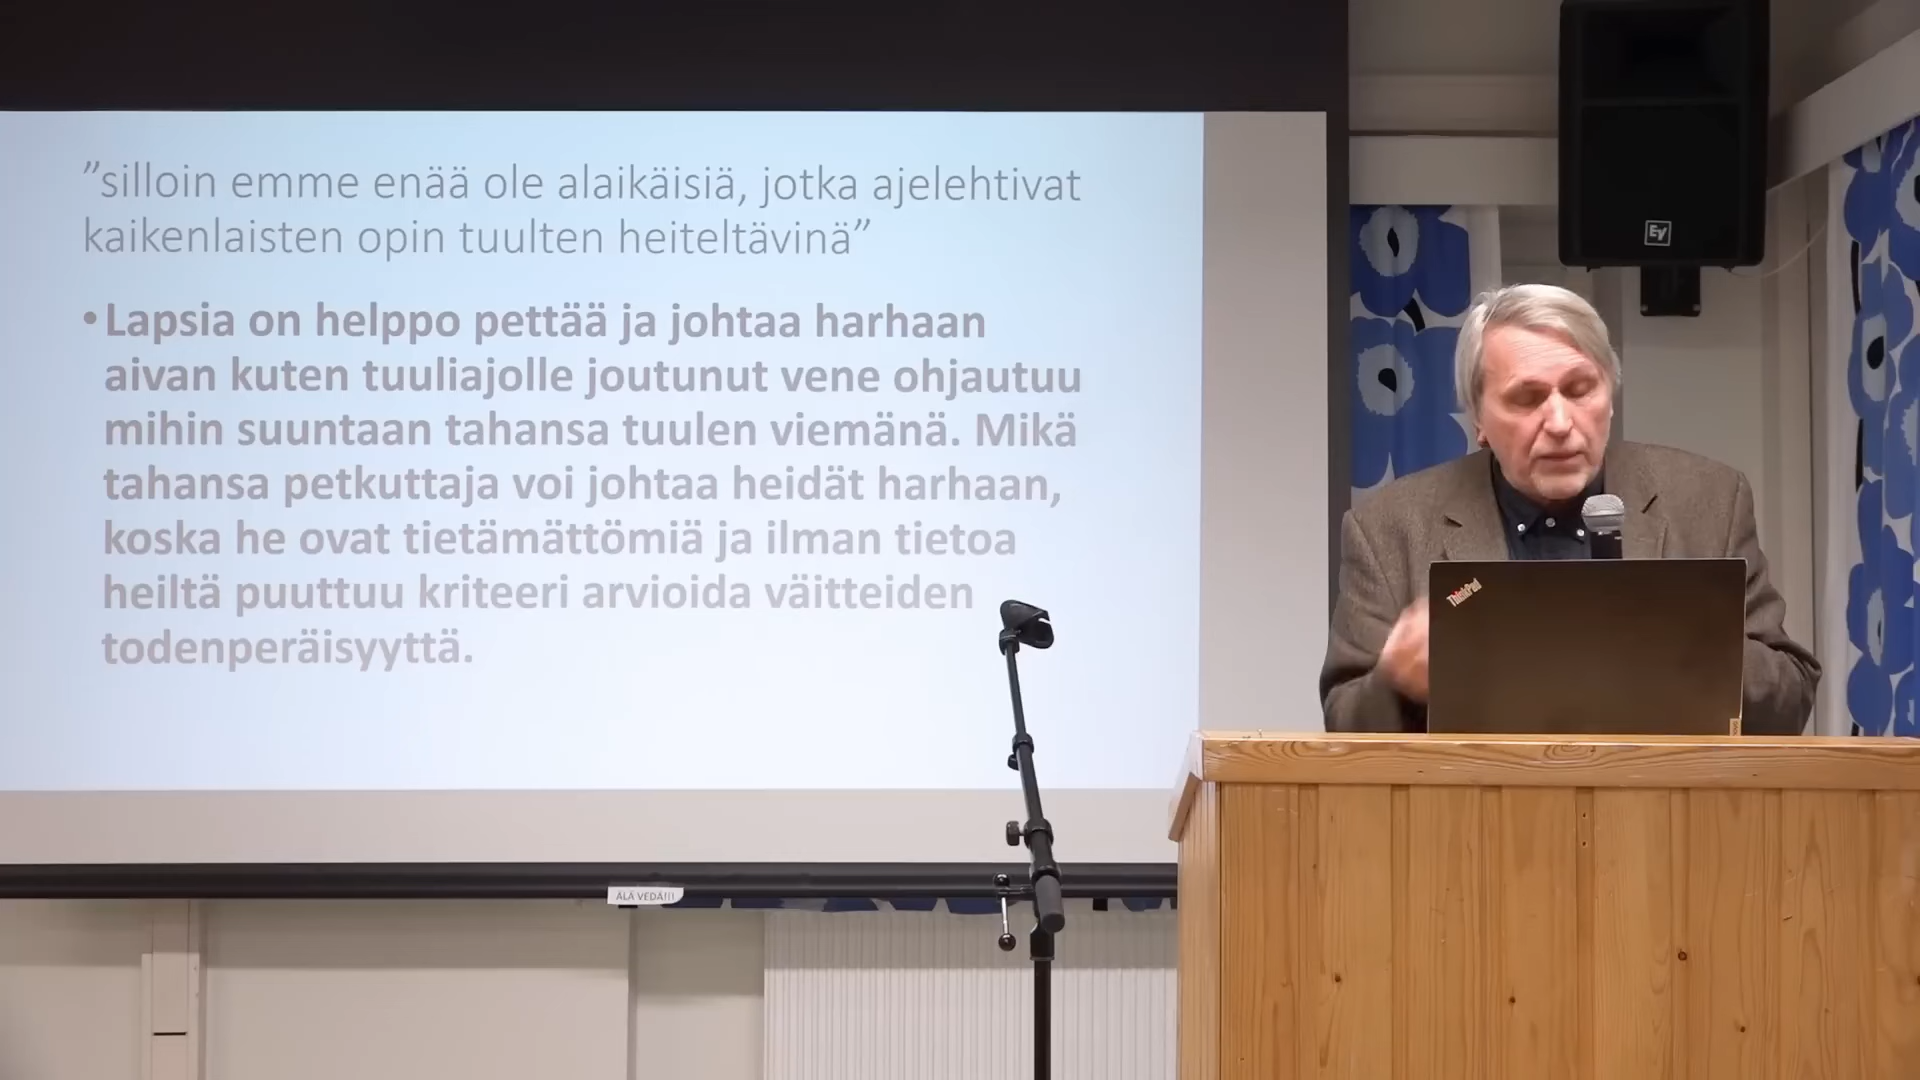 ”silloin emme enää ole alaikäisiä, jotka ajelehtivat
kaikenlaisten opin tuulten heiteltävinä”
• Lapsia on helppo pettää ja johtaa harhaan
aivan kuten tuuliajolle joutunut vene ohjautuu
mihin suuntaan tahansa tuulen viemänä. Mikä
tahansa petkuttaja voi johtaa heidät harhaan,
koska he ovat tietämättömiä ja ilman tietoa
heiltä puuttuu kriteeri arvioida väitteiden
todenperäisyyttä.
ÄLÄ VEDÄ!!!
EV
ThinkPad